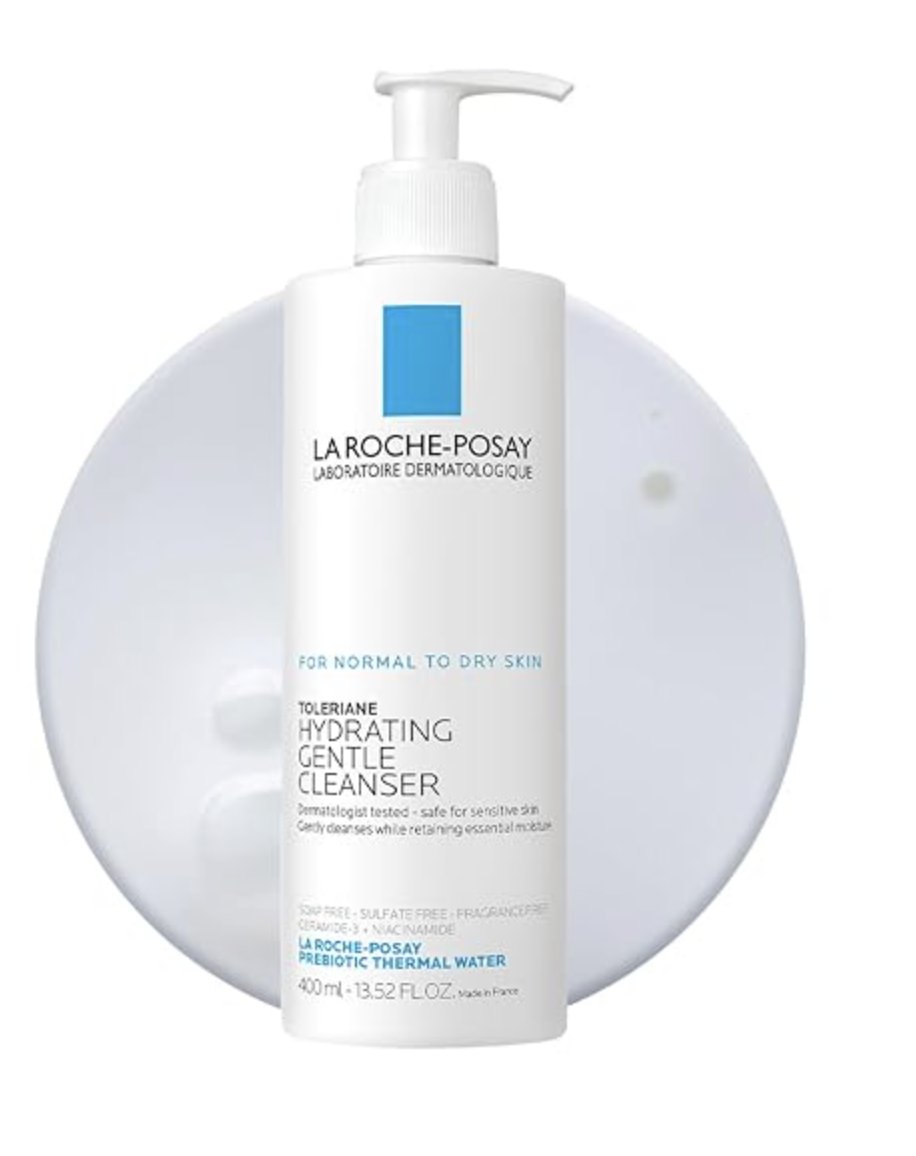 LA ROCHE-POSAY
LABORATOIRE DERMATOLOGIQUE
FOR NORMAL TO DRY SKIN
TOLERIANE
HYDRATING
GENTLE
CLEANSER
Dermatologist tested - safe for sensitive skin
Gently cleanses while retaining essential moisture
SOAP FREE - SULFATE FREE - FRAGRANCE FREE
CERAMIDE-3 + NIACINAMIDE
LA ROCHE-POSAY
PREBIOTIC THERMAL WATER
400 ml - 13.52 FL.OZ. Made in France